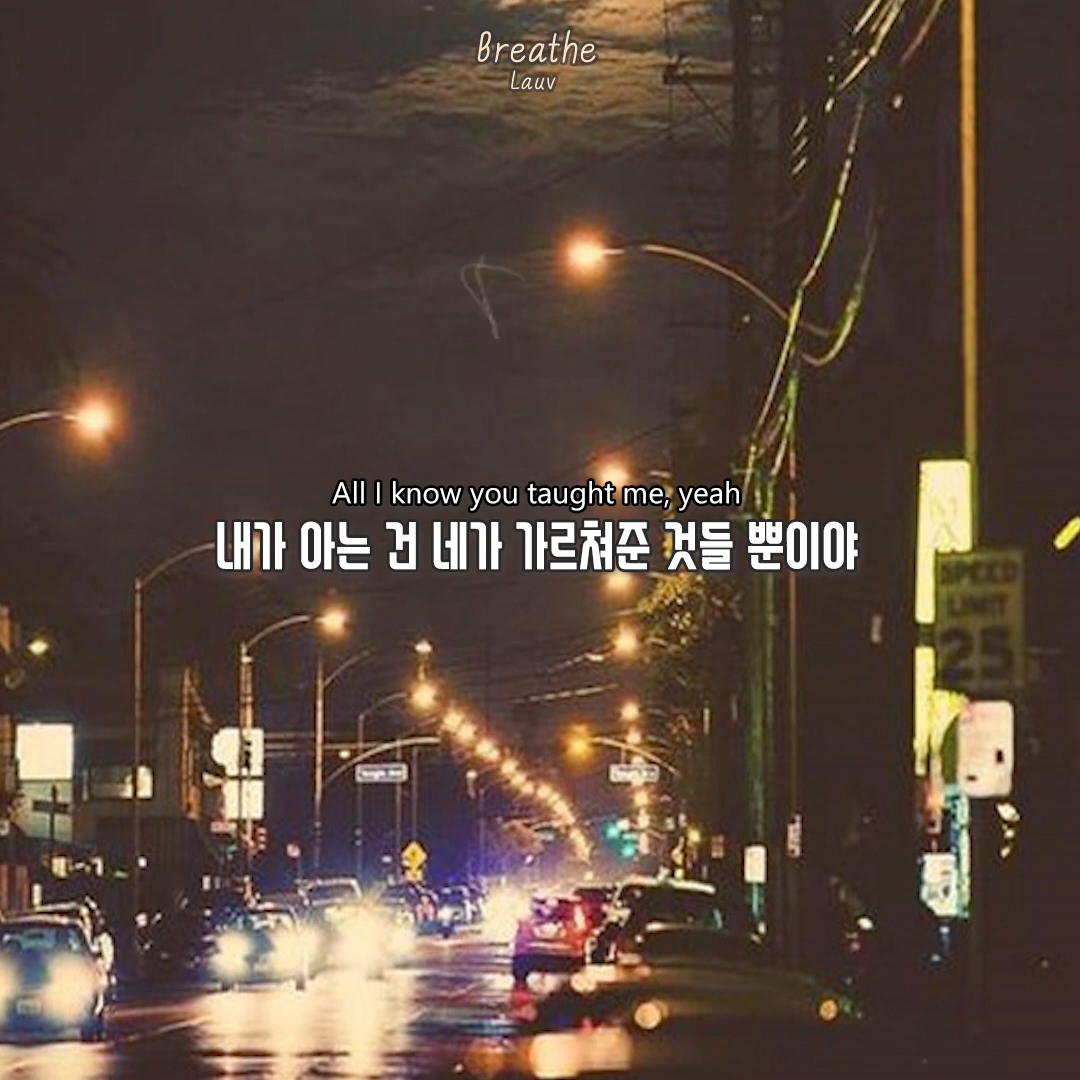 Breathe
Lauv
All I know you taught me, yeah
내가 아는 건 네가 가르쳐준 것들 뿐이야
SPEED
LIMIT
25